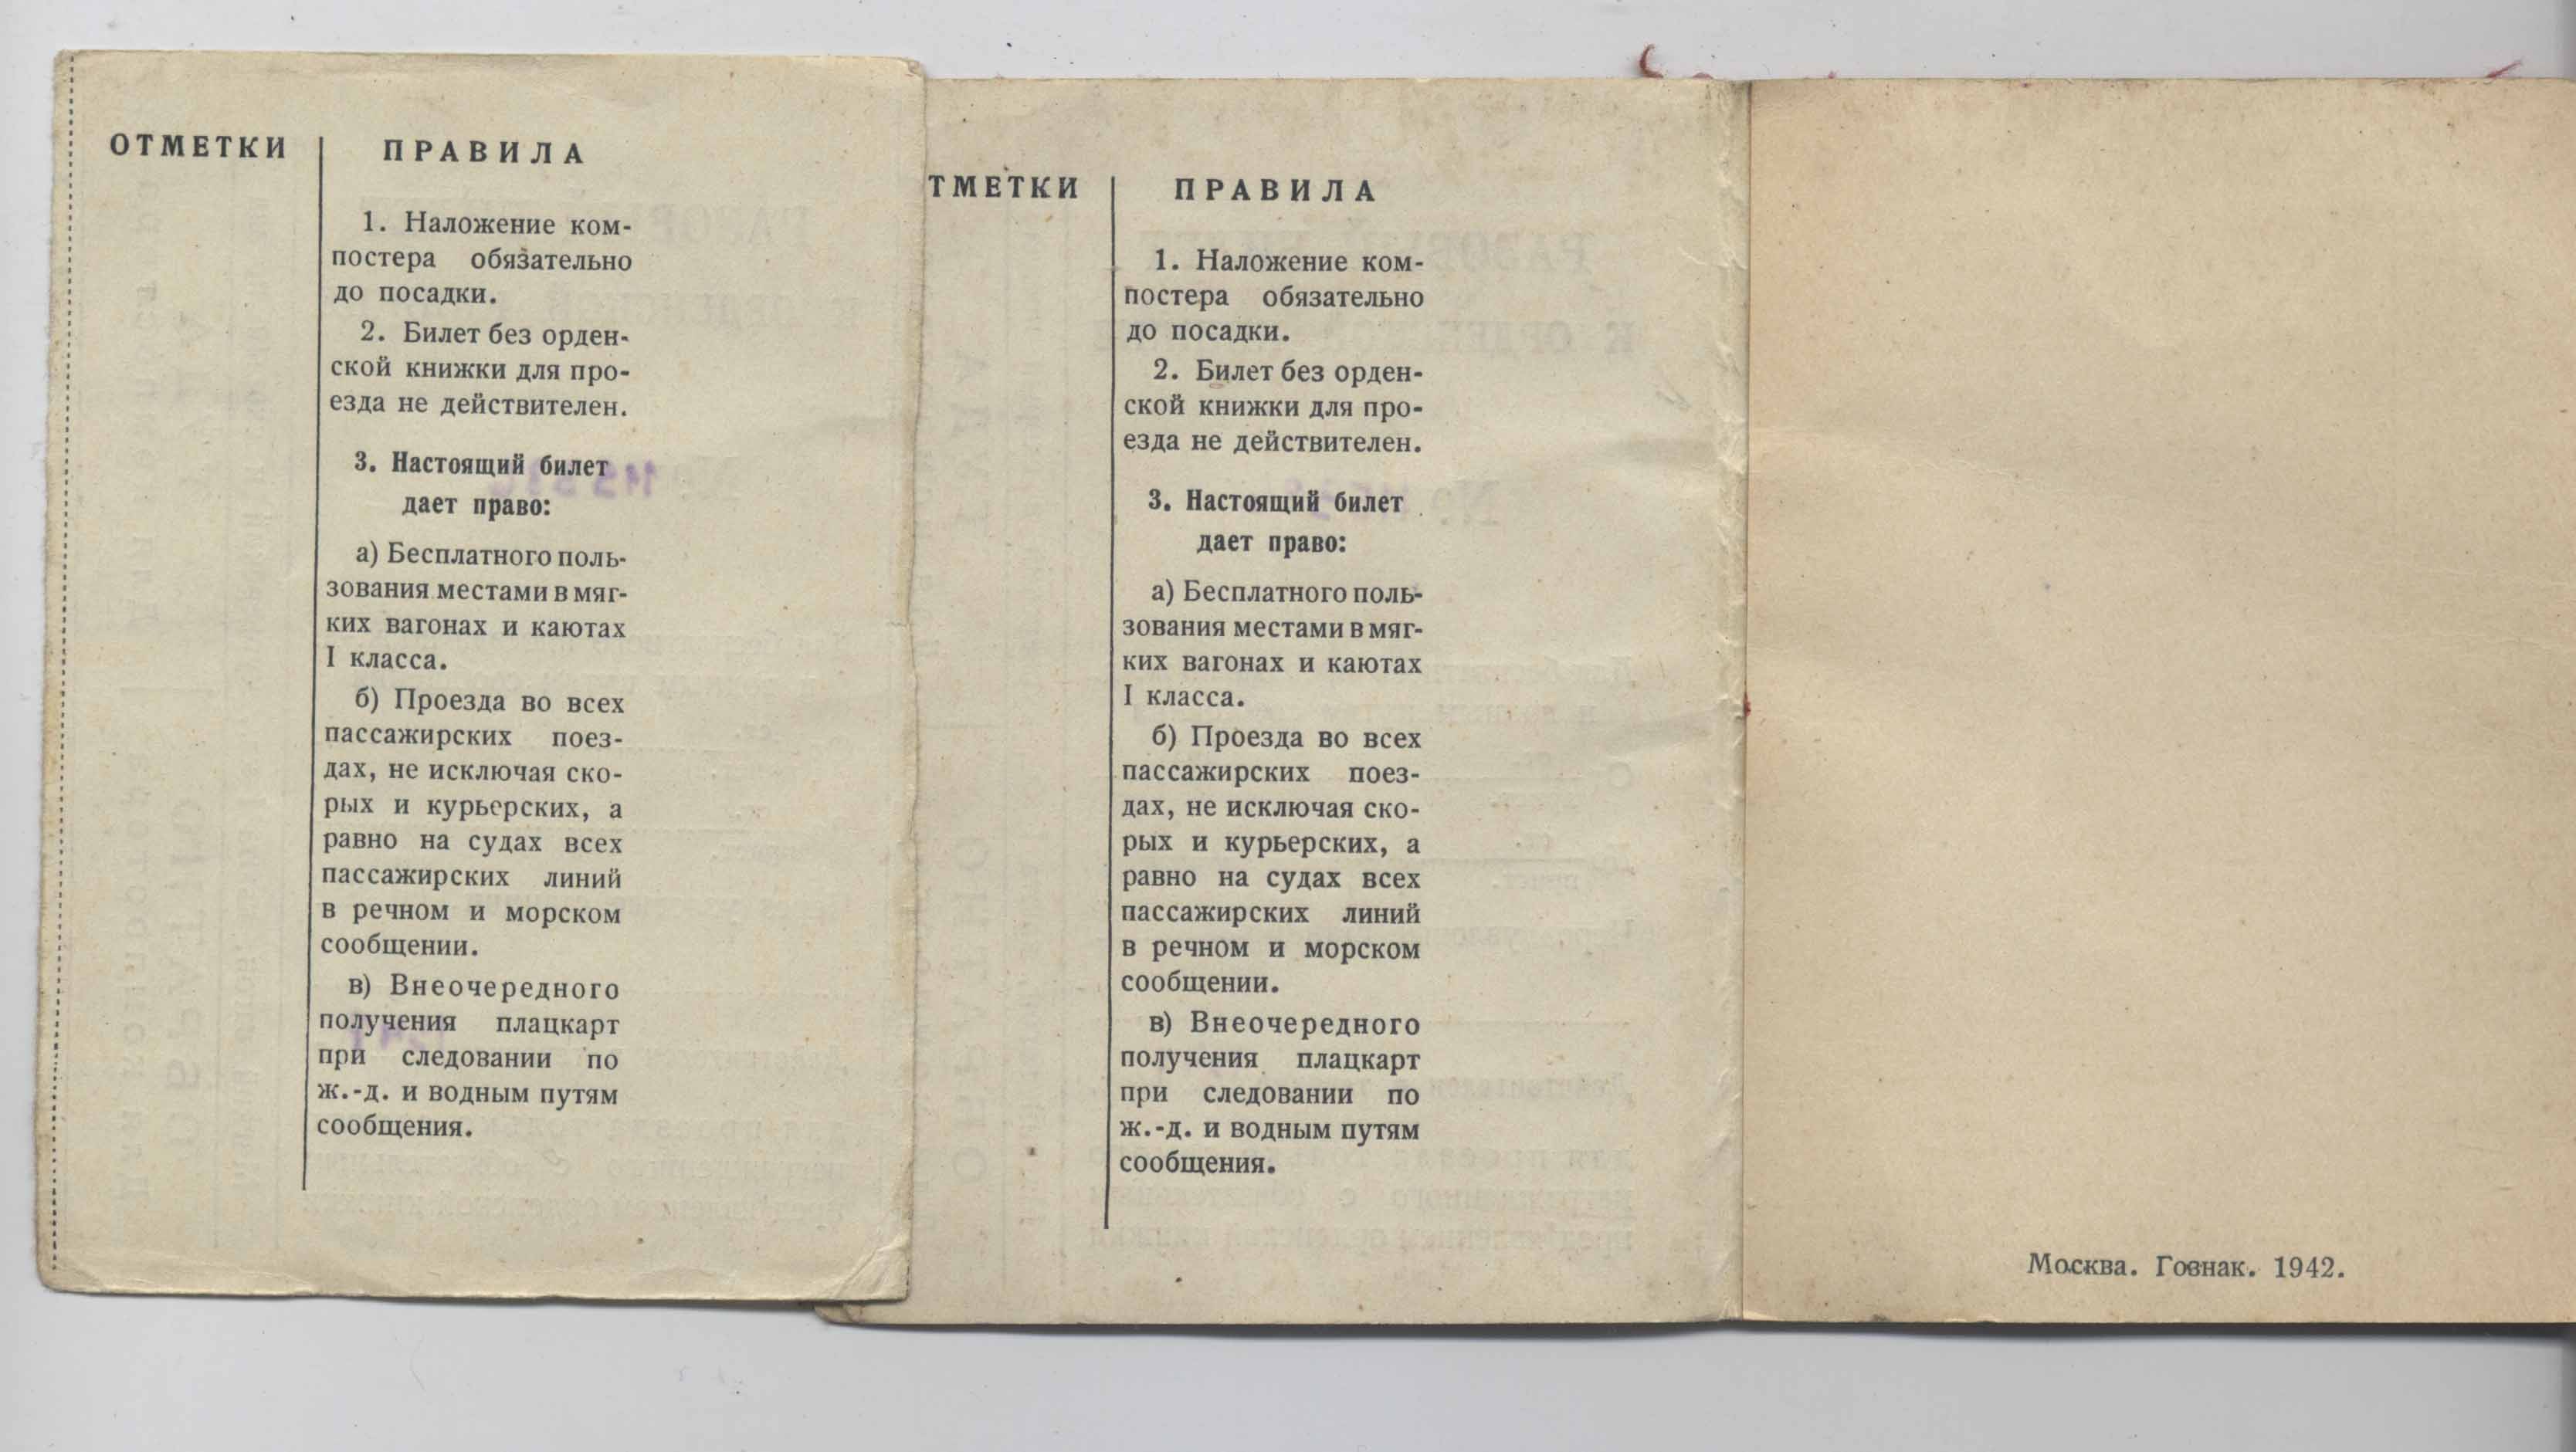 ОТМЕТКИ
ПРАВИЛА
1. Наложение ком-
постера обязательно
до посадки.
2. Билет без орден-
ской книжки для про-
езда не действителен.
3. Настоящий билет
дает право:
а) Бесплатного поль-
зования местами в мяг-
ких вагонах и каютах
I класса.
б) Проезда во всех
пассажирских поез-
дах, не исключая ско-
рых и курьерских, а
равно на судах всех
пассажирских линий
в речном и морском
сообщении.
в) Внеочередного
получения плацкарт
при следовании по
ж.-д. и водным путям
сообщения.
ТМЕТКИ
ПРАВИЛА
1. Наложение ком-
постера обязательно
до посадки.
2. Билет без орден-
ской книжки для про-
езда не действителен.
3. Настоящий билет
дает право:
а) Бесплатного поль-
зования местами в мяг-
ких вагонах и каютах
I класса.
б) Проезда во всех
пассажирских поез-
дах, не исключая ско-
рых и курьерских, а
равно на судах всех
пассажирских линий
в речном и морском
сообщении.
в) Внеочередного
получения плацкарт
при следовании по
ж.-д. и водным путям
сообщения.
Москва. Гознак. 1942.